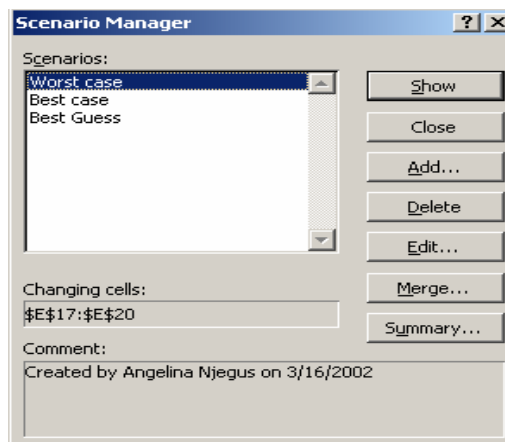 Scenario Manager
Scenarios:
Worst case
Best case
Best Guess
Show
Close
Add...
Delete
Edit...
Merge...
Summary...
Changing cells:
$E$17:$E$20
Comment:
Created by Angelina Njegus on 3/16/2002